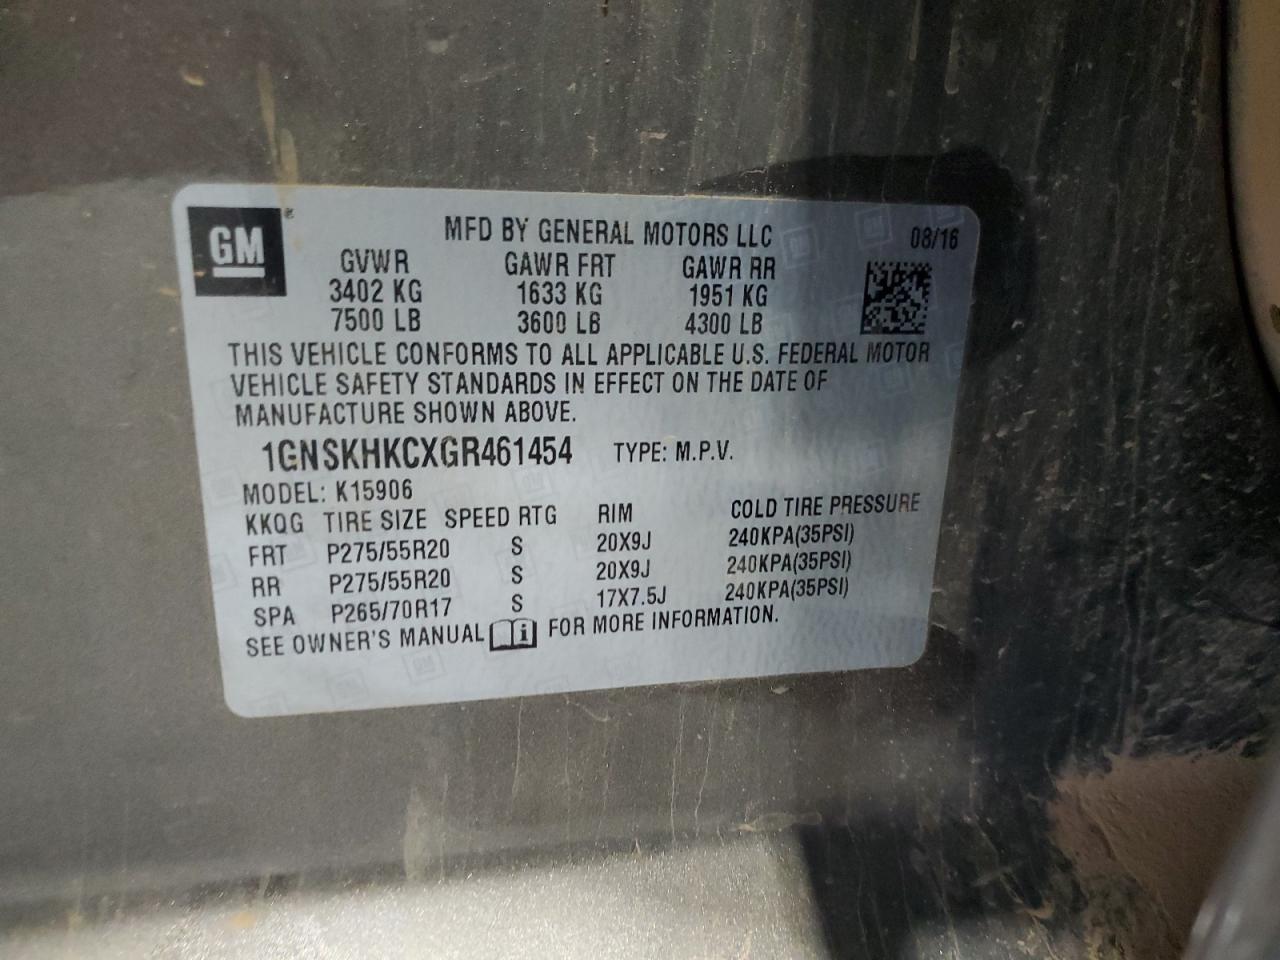 GM
MFD BY GENERAL MOTORS LLC 08/16
GVWR GAWR FRT GAWR RR
3402 KG 1633 KG 1951 KG
7500 LB 3600 LB 4300 LB
THIS VEHICLE CONFORMS TO ALL APPLICABLE U.S. FEDERAL MOTOR
VEHICLE SAFETY STANDARDS IN EFFECT ON THE DATE OF
MANUFACTURE SHOWN ABOVE.
1GNSKHKCXGR461454 TYPE: M.P.V.
MODEL: K15906
KKQG TIRE SIZE SPEED RTG RIM COLD TIRE PRESSURE
FRT P275/55R20 S 20X9J 240KPA(35PSI)
RR P275/55R20 S 20X9J 240KPA(35PSI)
SPA P265/70R17 S 17X7.5J 240KPA(35PSI)
SEE OWNER'S MANUAL i FOR MORE INFORMATION.